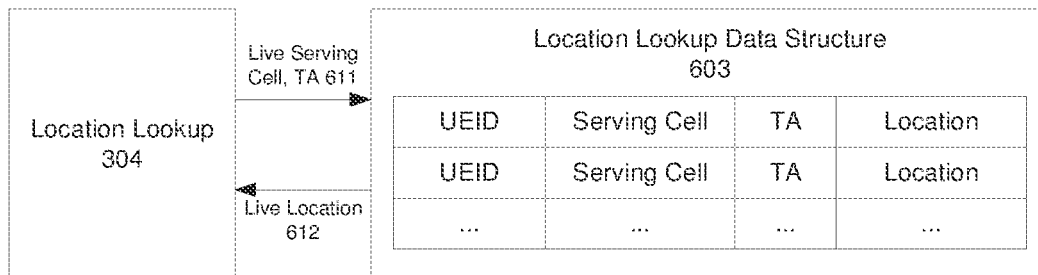 Location Lookup
304
Live Serving
Cell, TA 611
Live Location
612
Location Lookup Data Structure
603
UEID Serving Cell TA Location
UEID Serving Cell TA Location
... ... ... ...